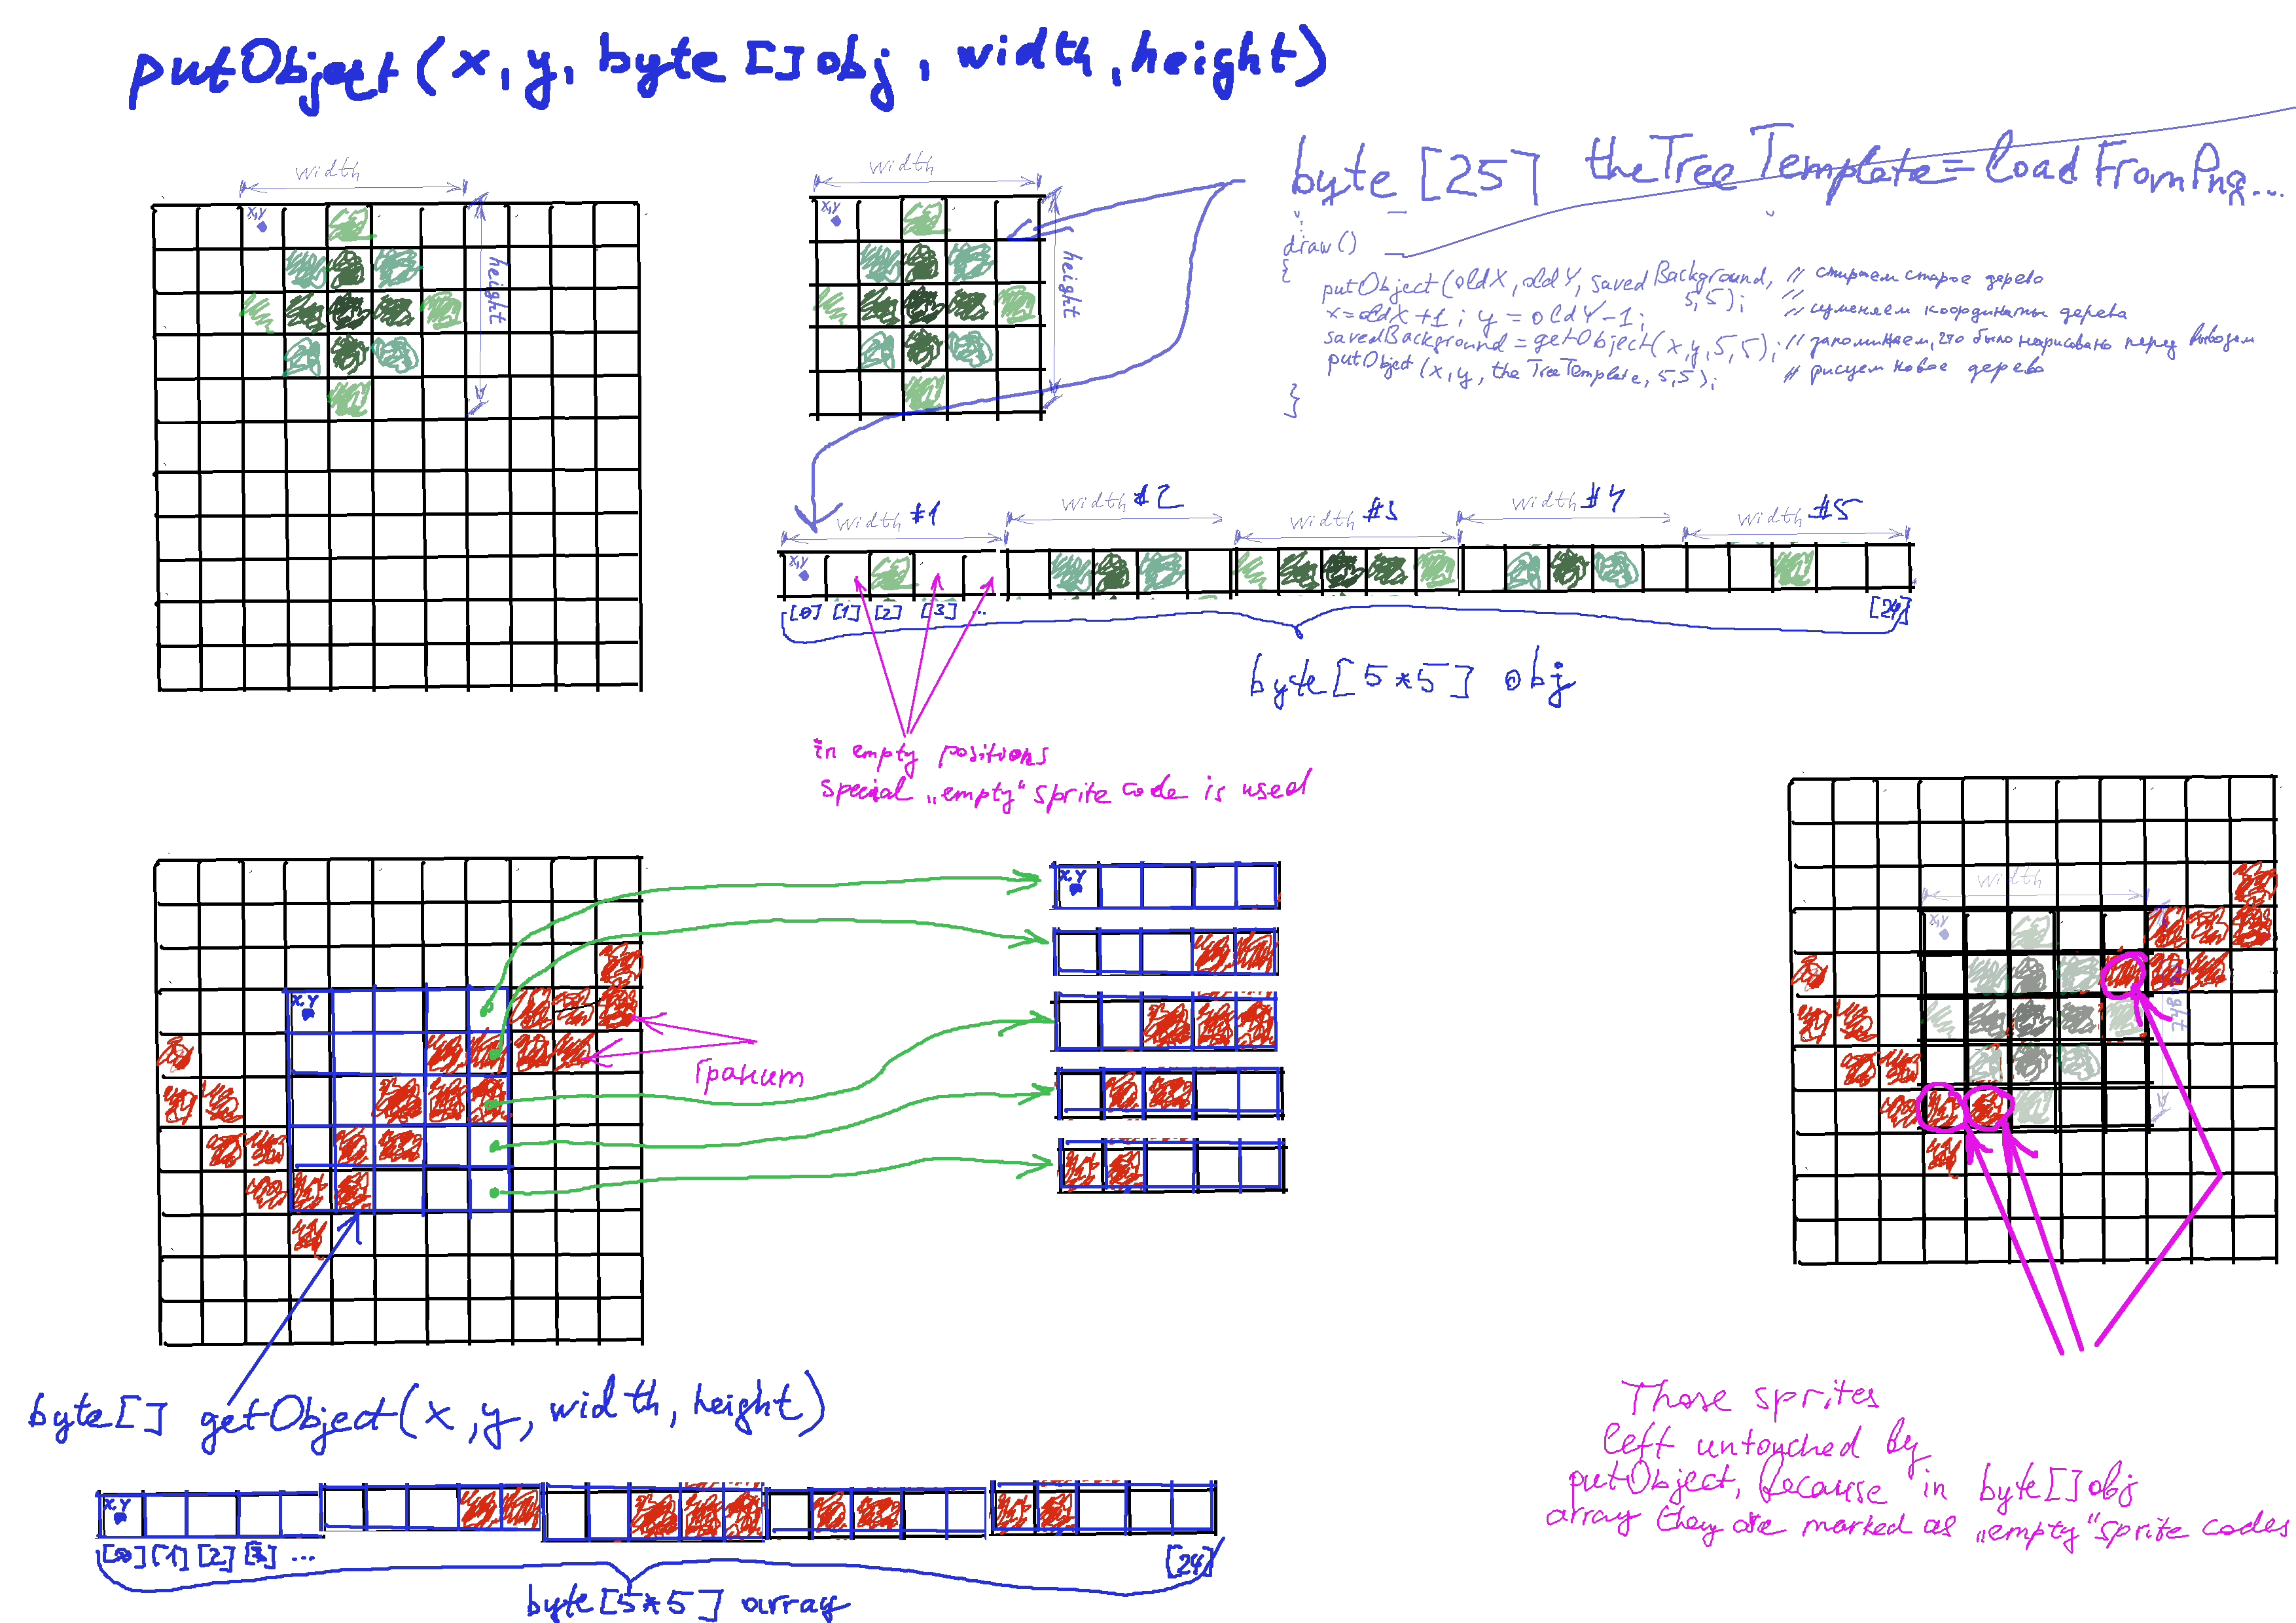 putObject(x, y, byte []obj, width, height)
width
x,y
height
width
x,y
height
byte [25] theTreeTemplate = LoadFromPng...
draw()
{
putObject(oldX, oldY, savedBackground, // стираем старое дерево
5,5); //
x=oldX+1; y=oldY-1; // изменяем координаты дерева
savedBackground=getObject(x,y,5,5); // запоминаем, что было нарисовано перед выводом
putObject(x,y, theTreeTemplate, 5,5); // рисуем новое дерево
}
width #1 width #2 width #3 width #4 width #5
x,y
[0] [1] [2] [3] ... [24]
byte[5*5] obj
in empty positions
special „empty“ sprite code is used
x,y
Гранит
x,y
width
x,y
byte[] getObject(x,y, width, height)
x,y
[0] [1] [2] [3] ... [24]
byte[5*5] array
Those sprites
left untouched by
putObject, because in byte[]obj
array they are marked as „empty“ sprite codes